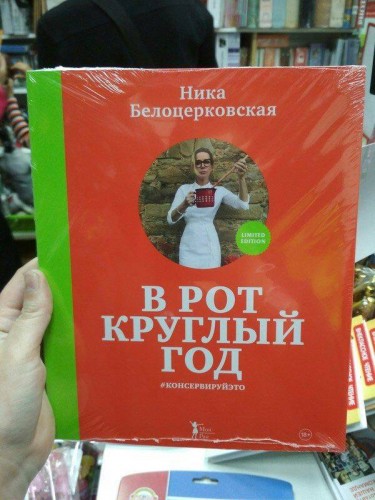 Ника
Белоцерковская
LIMITED
EDITION
В РОТ
КРУГЛЫЙ
ГОД
#КОНСЕРВИРУЙЭТО
18+